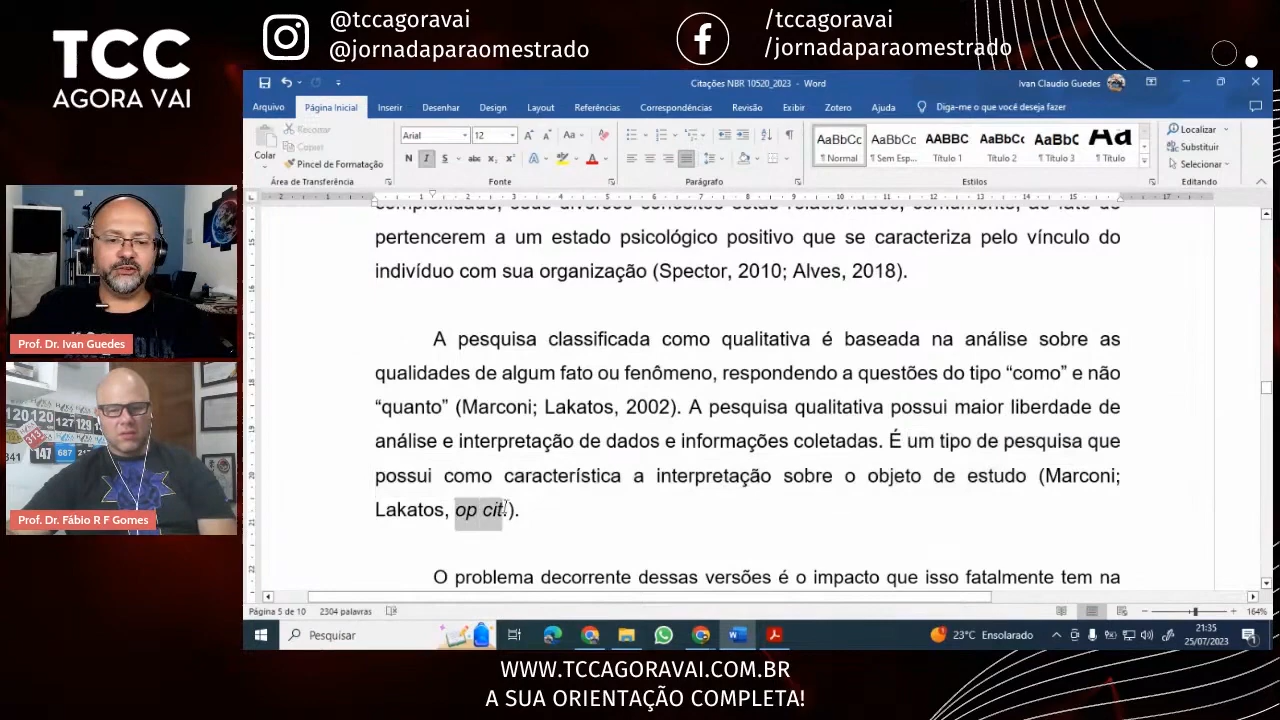 TCC
AGORA VAI
@tccagoravai
@jornadaparaomestrado
/tccagoravai
/jornadaparaomestrado
Citações NBR 10520_2023 - Word
Ivan Claudio Guedes
Arquivo
Página Inicial
Inserir
Desenhar
Design
Layout
Referências
Correspondências
Revisão
Exibir
Zotero
Ajuda
Diga-me o que você deseja fazer
Colar
Recortar
Copiar
Pincel de Formatação
Área de Transferência
Arial
12
Fonte
Parágrafo
AaBbCc
¶ Normal
AaBbCc
¶ Sem Esp...
AABBC
Título 1
AaBbCc
Título 2
AaBbC
Título 3
Aa
Título
Estilos
Localizar
Substituir
Selecionar
Editando
pertencerem a um estado psicológico positivo que se caracteriza pelo vínculo do
indivíduo com sua organização (Spector, 2010; Alves, 2018).
A pesquisa classificada como qualitativa é baseada na análise sobre as
qualidades de algum fato ou fenômeno, respondendo a questões do tipo “como” e não
“quanto” (Marconi; Lakatos, 2002). A pesquisa qualitativa possui maior liberdade de
análise e interpretação de dados e informações coletadas. É um tipo de pesquisa que
possui como característica a interpretação sobre o objeto de estudo (Marconi;
Lakatos, op cit.).
O problema decorrente dessas versões é o impacto que isso fatalmente tem na
Prof. Dr. Ivan Guedes
Prof. Dr. Fábio R F Gomes
Página 5 de 10
2304 palavras
164%
Pesquisar
23°C Ensolarado
21:35
25/07/2023
WWW.TCCAGORAVAI.COM.BR
A SUA ORIENTAÇÃO COMPLETA!